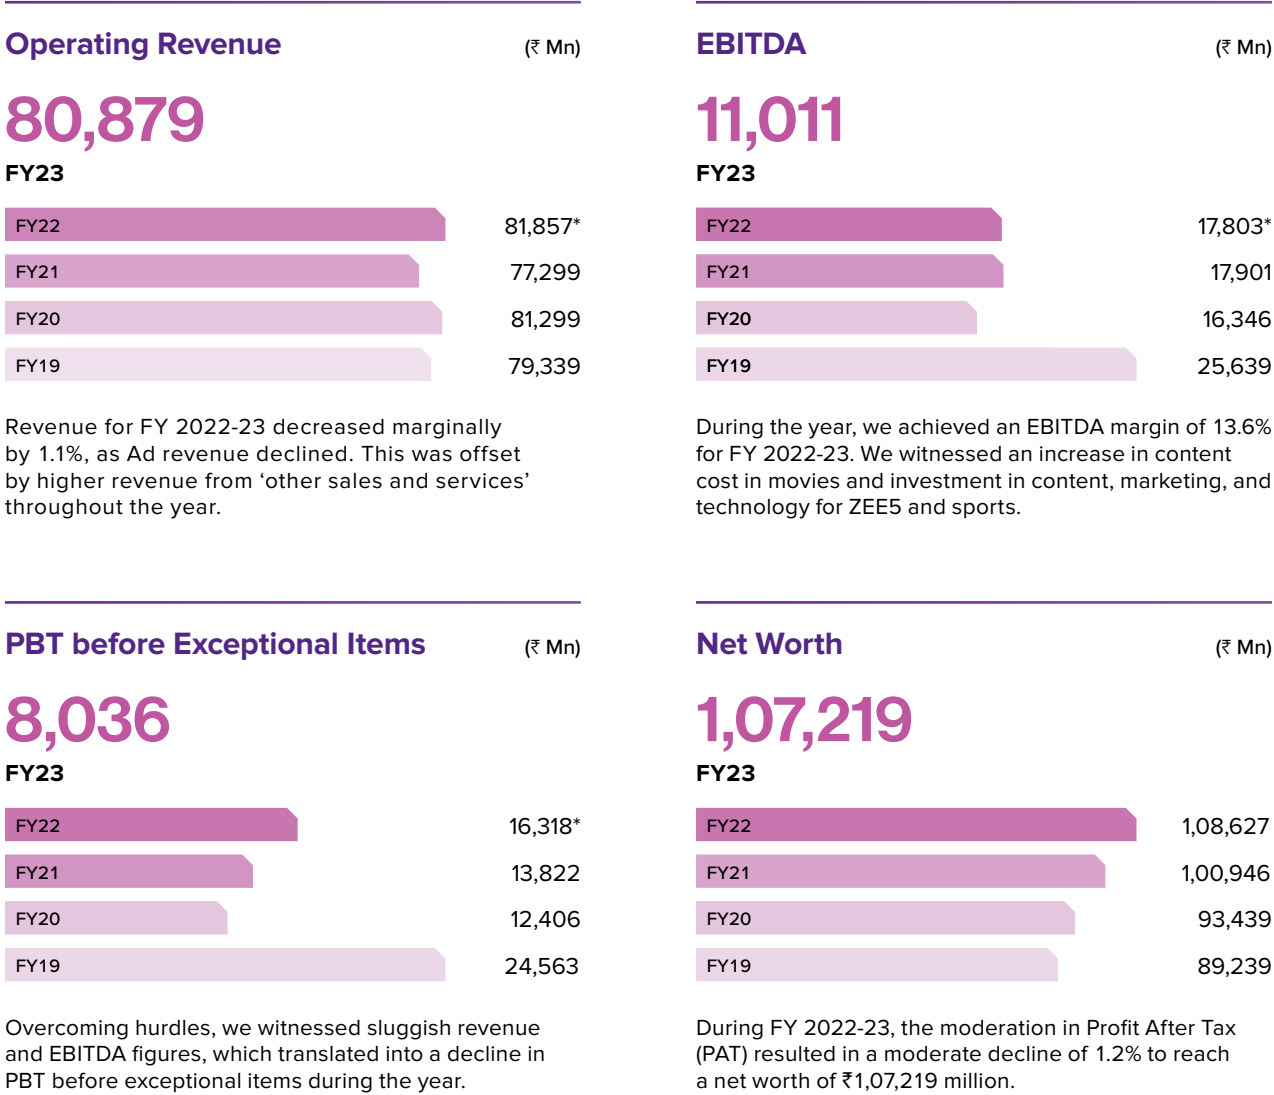 Operating Revenue (₹ Mn)
80,879
FY23
FY22 81,857*
FY21 77,299
FY20 81,299
FY19 79,339
Revenue for FY 2022-23 decreased marginally
by 1.1%, as Ad revenue declined. This was offset
by higher revenue from ‘other sales and services’
throughout the year.
EBITDA (₹ Mn)
11,011
FY23
FY22 17,803*
FY21 17,901
FY20 16,346
FY19 25,639
During the year, we achieved an EBITDA margin of 13.6%
for FY 2022-23. We witnessed an increase in content
cost in movies and investment in content, marketing, and
technology for ZEE5 and sports.
PBT before Exceptional Items (₹ Mn)
8,036
FY23
FY22 16,318*
FY21 13,822
FY20 12,406
FY19 24,563
Overcoming hurdles, we witnessed sluggish revenue
and EBITDA figures, which translated into a decline in
PBT before exceptional items during the year.
Net Worth (₹ Mn)
1,07,219
FY23
FY22 1,08,627
FY21 1,00,946
FY20 93,439
FY19 89,239
During FY 2022-23, the moderation in Profit After Tax
(PAT) resulted in a moderate decline of 1.2% to reach
a net worth of ₹1,07,219 million.